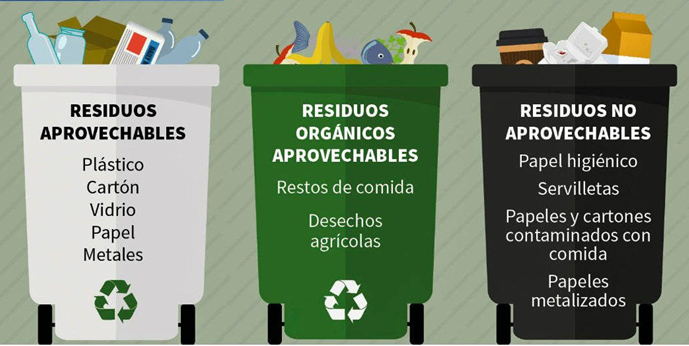 RESIDUOS
APROVECHABLES
Plástico
Cartón
Vidrio
Papel
Metales
RESIDUOS
ORGÁNICOS
APROVECHABLES
Restos de comida
Desechos
agrícolas
RESIDUOS NO
APROVECHABLES
Papel higiénico
Servilletas
Papeles y cartones
contaminados con
comida
Papeles
metalizados